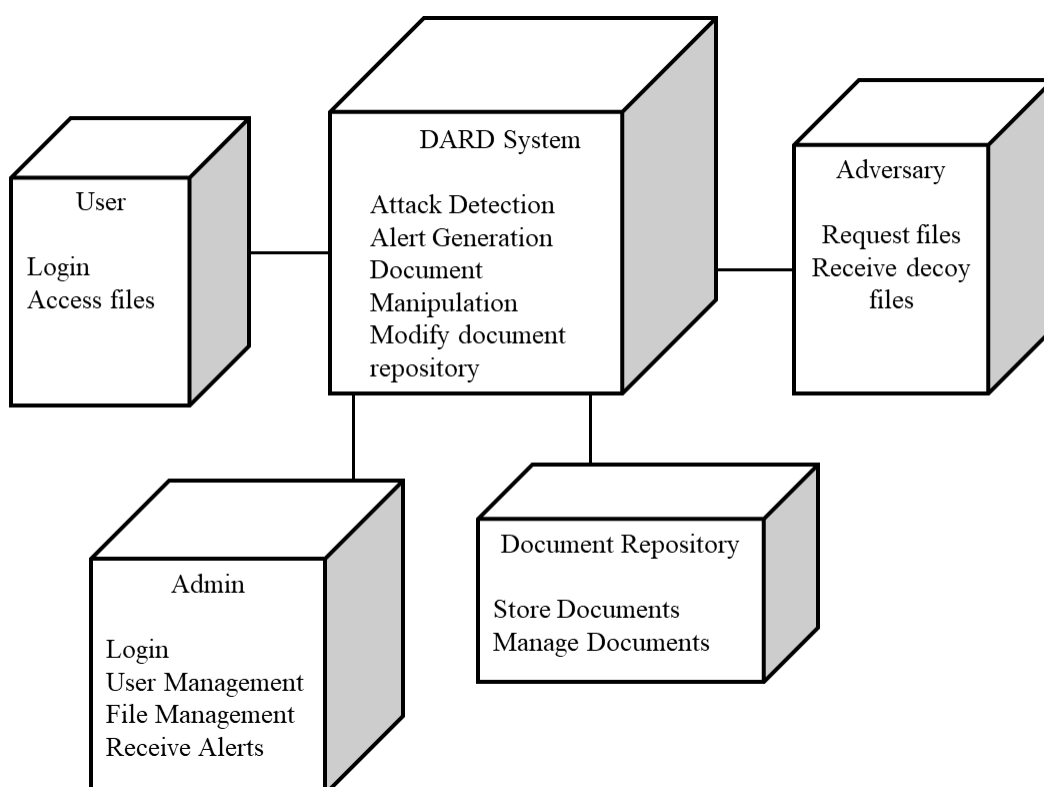 DARD System
Attack Detection
Alert Generation
Document
Manipulation
Modify document
repository
User
Login
Access files
Adversary
Request files
Receive decoy
files
Admin
Login
User Management
File Management
Receive Alerts
Document Repository
Store Documents
Manage Documents